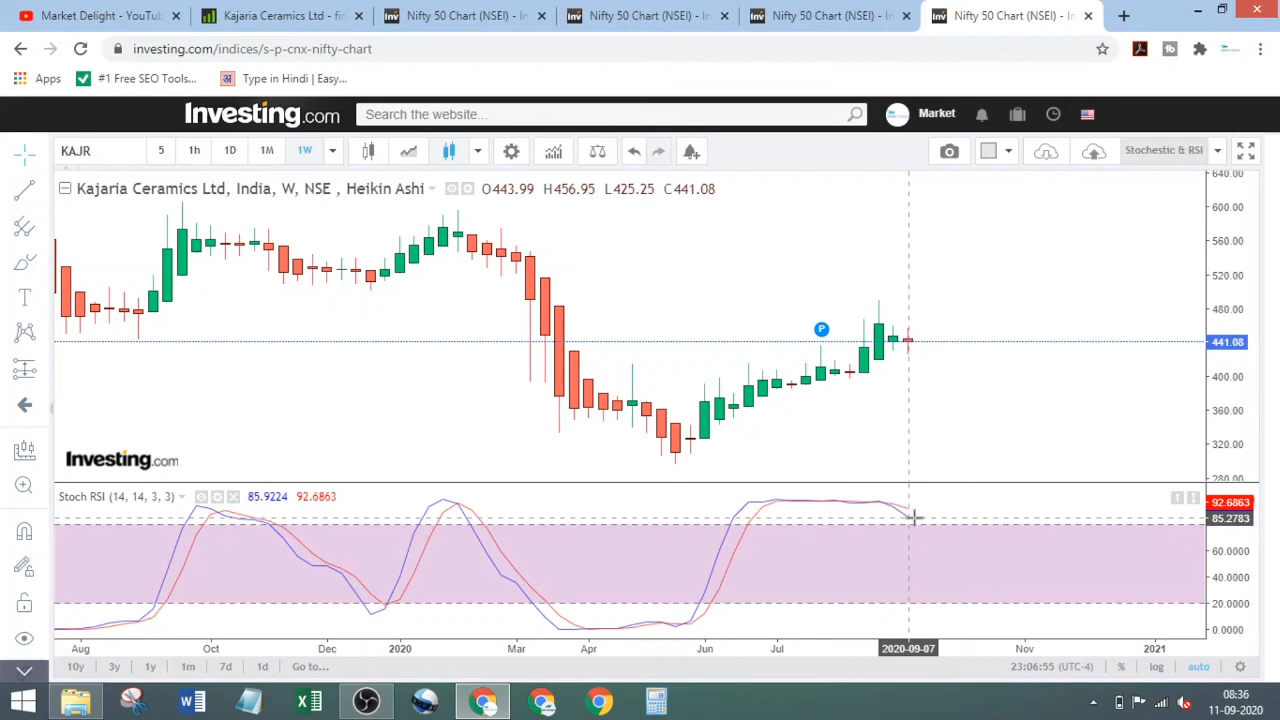 Market Delight - YouTub
Kajaria Ceramics Ltd - fi
Nifty 50 Chart (NSEI) - In
Nifty 50 Chart (NSEI) - In
Nifty 50 Chart (NSEI) - In
Nifty 50 Chart (NSEI) - In
investing.com/indices/s-p-cnx-nifty-chart
Apps
#1 Free SEO Tools...
अ Type in Hindi | Easy...
Investing.com
Search the website...
Market
KAJR 5 1h 1D 1M 1W
Stochestic & RSI
Kajaria Ceramics Ltd, India, W, NSE , Heikin Ashi O443.99 H456.95 L425.25 C441.08
640.00
600.00
560.00
520.00
480.00
P
441.08
400.00
360.00
320.00
280.00
Investing.com
Stoch RSI (14, 14, 3, 3) 85.9224 92.6863
92.6863
85.2783
60.0000
40.0000
20.0000
0.0000
Aug Oct Dec 2020 Mar Apr Jun Jul 2020-09-07 Nov 2021
10y 3y 1y 1m 7d 1d Go to... 23:06:55 (UTC-4) % log auto
08:36
11-09-2020